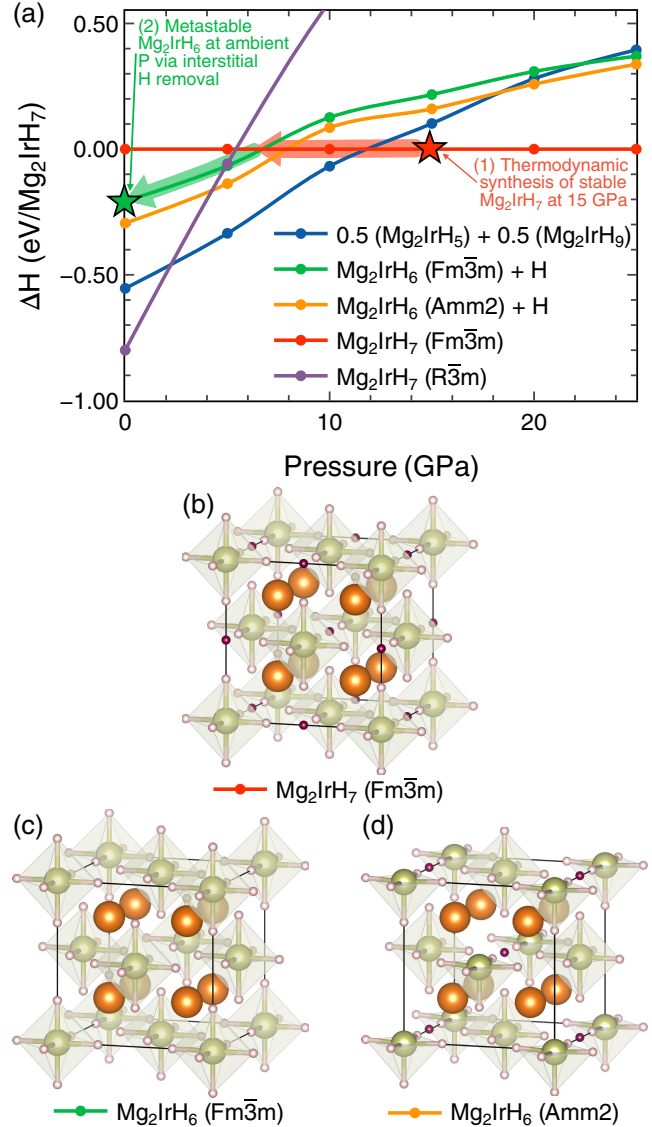 (a)
0.50
0.00
−0.50
−1.00
ΔH (eV/Mg₂IrH₇)
(2) Metastable
Mg₂IrH₆ at ambient
P via interstitial
H removal
(1) Thermodynamic
synthesis of stable
Mg₂IrH₇ at 15 GPa
0.5 (Mg₂IrH₅) + 0.5 (Mg₂IrH₉)
Mg₂IrH₆ (Fm3̅m) + H
Mg₂IrH₆ (Amm2) + H
Mg₂IrH₇ (Fm3̅m)
Mg₂IrH₇ (R3̅m)
0 10 20
Pressure (GPa)
(b)
Mg₂IrH₇ (Fm3̅m)
(c) (d)
Mg₂IrH₆ (Fm3̅m) Mg₂IrH₆ (Amm2)